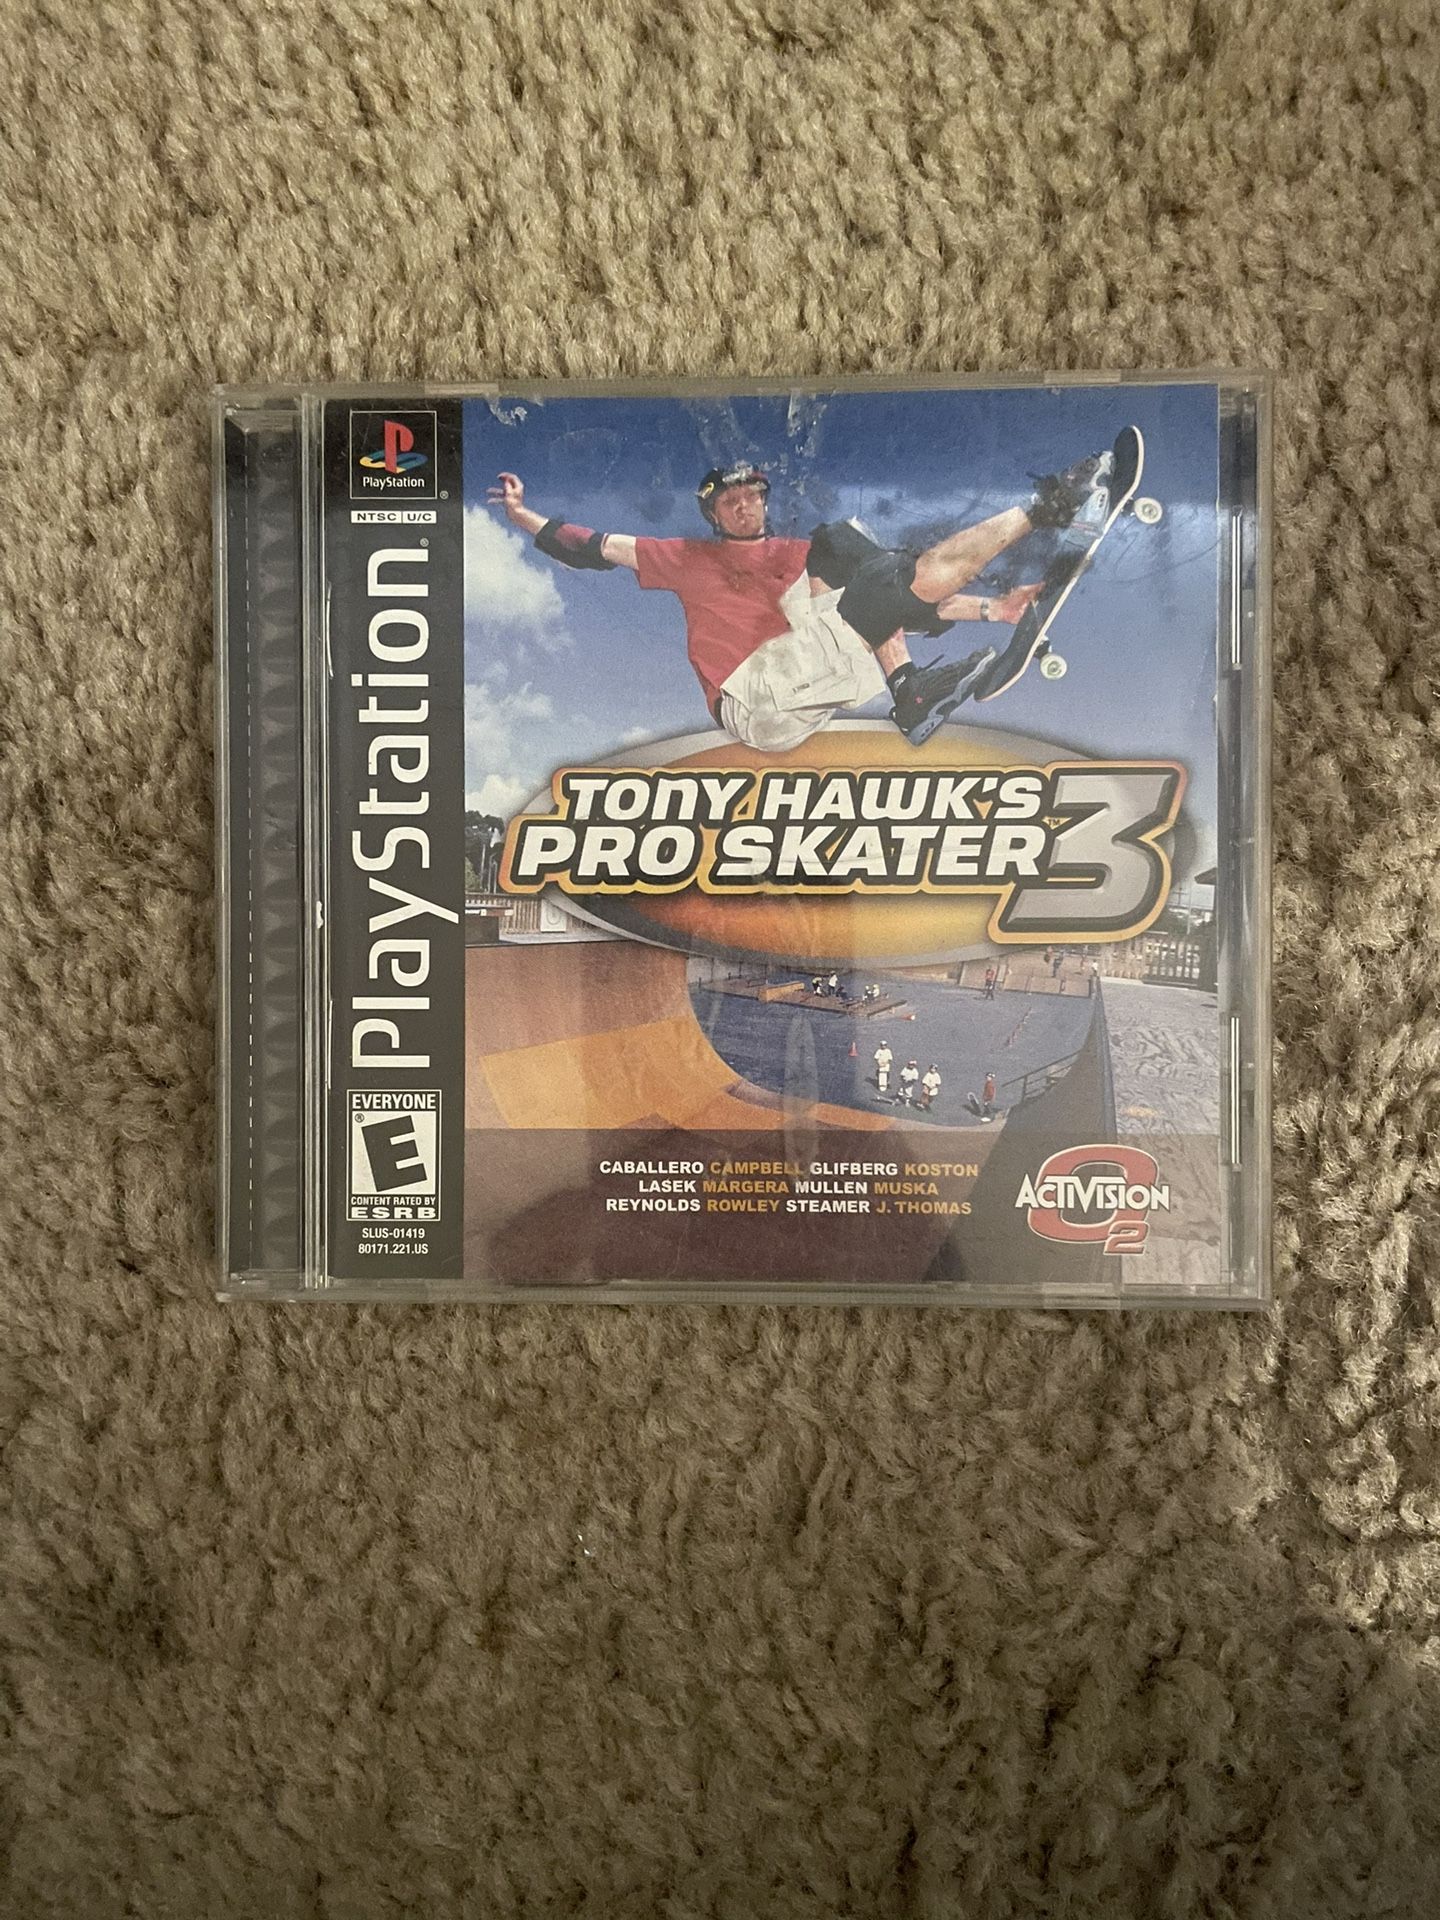 PlayStation
®
NTSC U/C
PlayStation®
TONY HAWK'S
PRO SKATER™ 3
EVERYONE
E
®
CONTENT RATED BY
ESRB
SLUS-01419
80171.221.US
CABALLERO CAMPBELL GLIFBERG KOSTON
LASEK MARGERA MULLEN MUSKA
REYNOLDS ROWLEY STEAMER J. THOMAS
ACTIVISION
O2